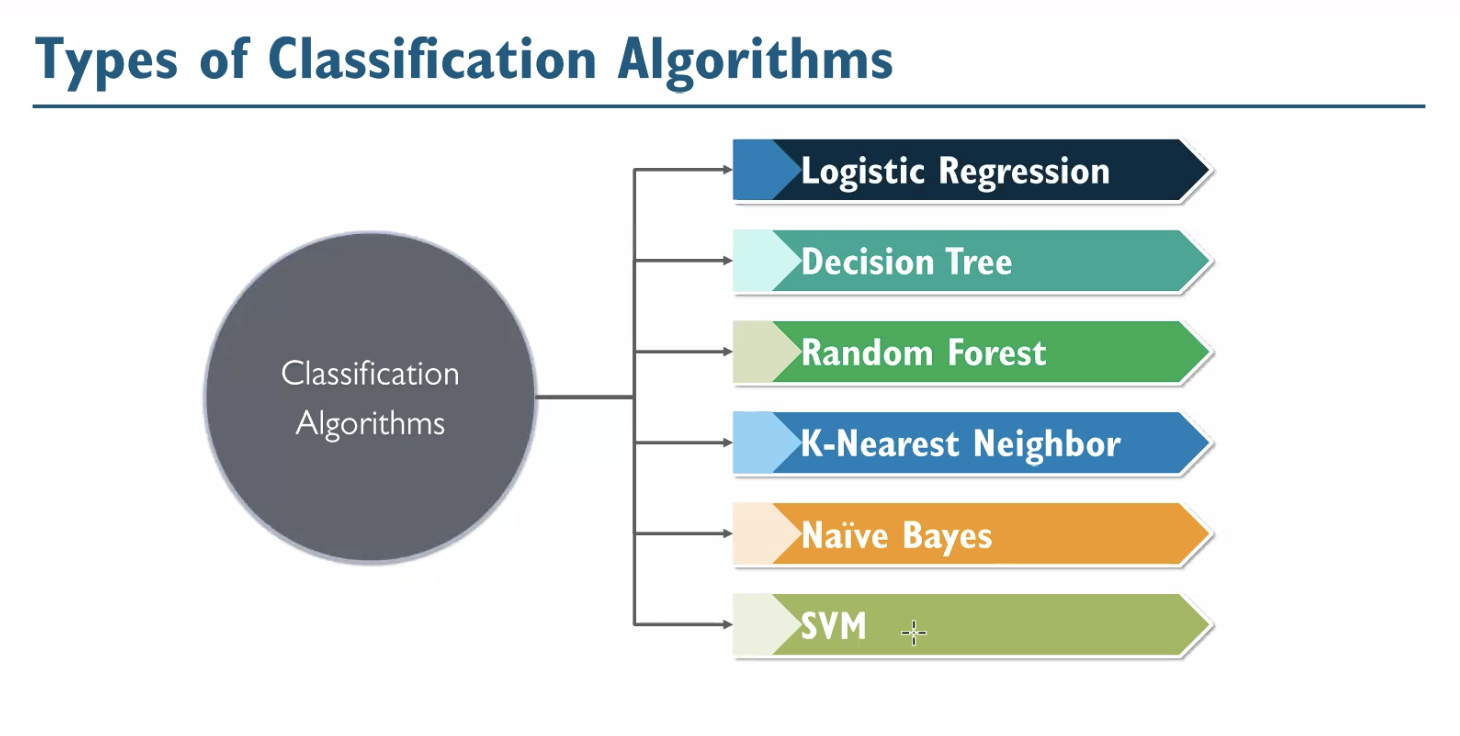 Types of Classification Algorithms
Classification
Algorithms
Logistic Regression
Decision Tree
Random Forest
K-Nearest Neighbor
Naïve Bayes
SVM